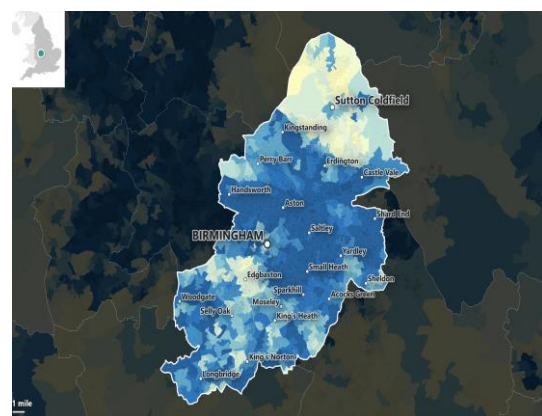 Sutton Coldfield
Kingstanding
Perry Barr
Erdington
Castle Vale
Handsworth
Aston
Shard End
Saltley
BIRMINGHAM
Yardley
Small Heath
Edgbaston
Sheldon
Sparkhill
Acocks Green
Woodgate
Moseley
Selly Oak
King's Heath
King's Norton
Longbridge
1 mile